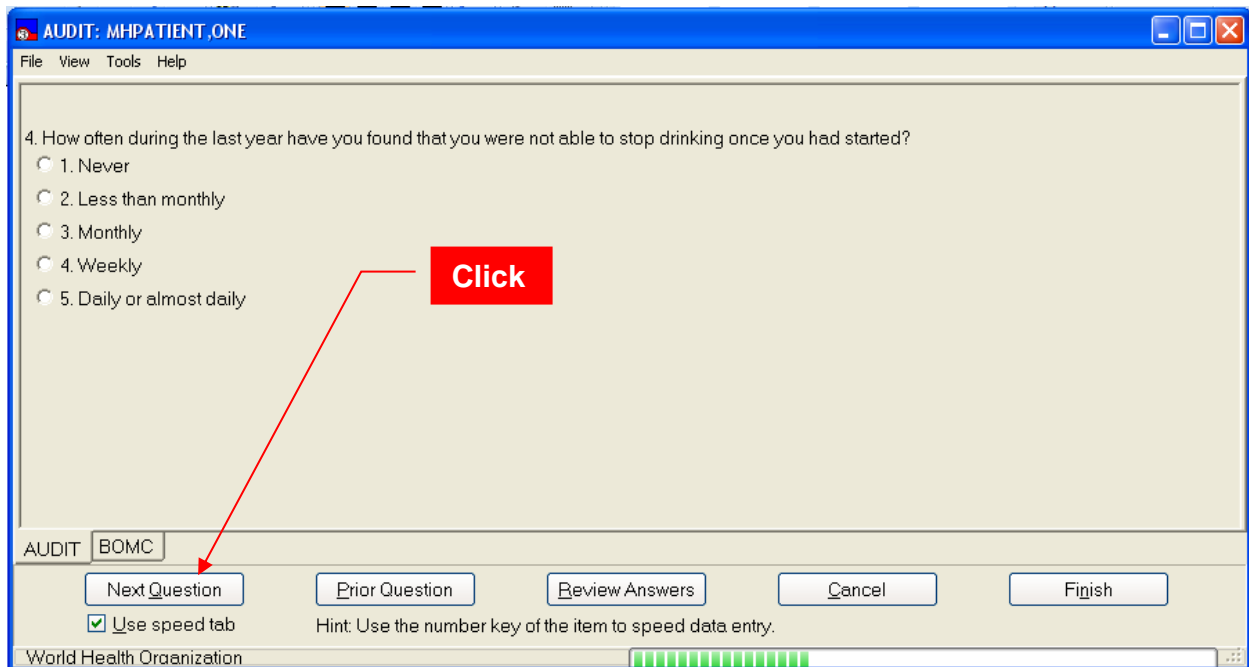 AUDIT: MHPATIENT,ONE
File View Tools Help
4. How often during the last year have you found that you were not able to stop drinking once you had started?
1. Never
2. Less than monthly
3. Monthly
4. Weekly
5. Daily or almost daily
Click
AUDIT BOMC
Next Question Prior Question Review Answers Cancel Finish
Use speed tab Hint: Use the number key of the item to speed data entry.
World Health Organization